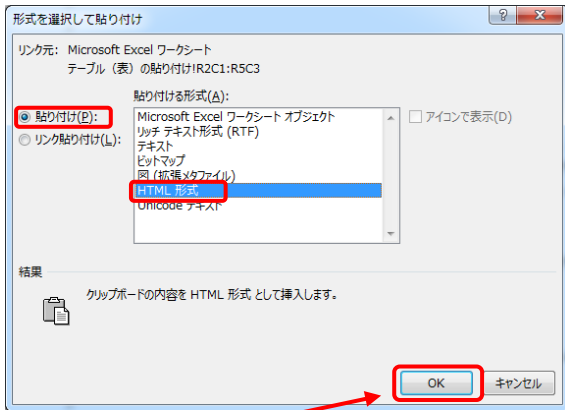 形式を選択して貼り付け
リンク元: Microsoft Excel ワークシート
テーブル（表）の貼り付け!R2C1:R5C3
貼り付ける形式(A):
貼り付け(P):
リンク貼り付け(L):
Microsoft Excel ワークシート オブジェクト
リッチ テキスト形式 (RTF)
テキスト
ビットマップ
図 (拡張メタファイル)
HTML 形式
Unicode テキスト
アイコンで表示(D)
結果
クリップボードの内容を HTML 形式 として挿入します。
OK
キャンセル